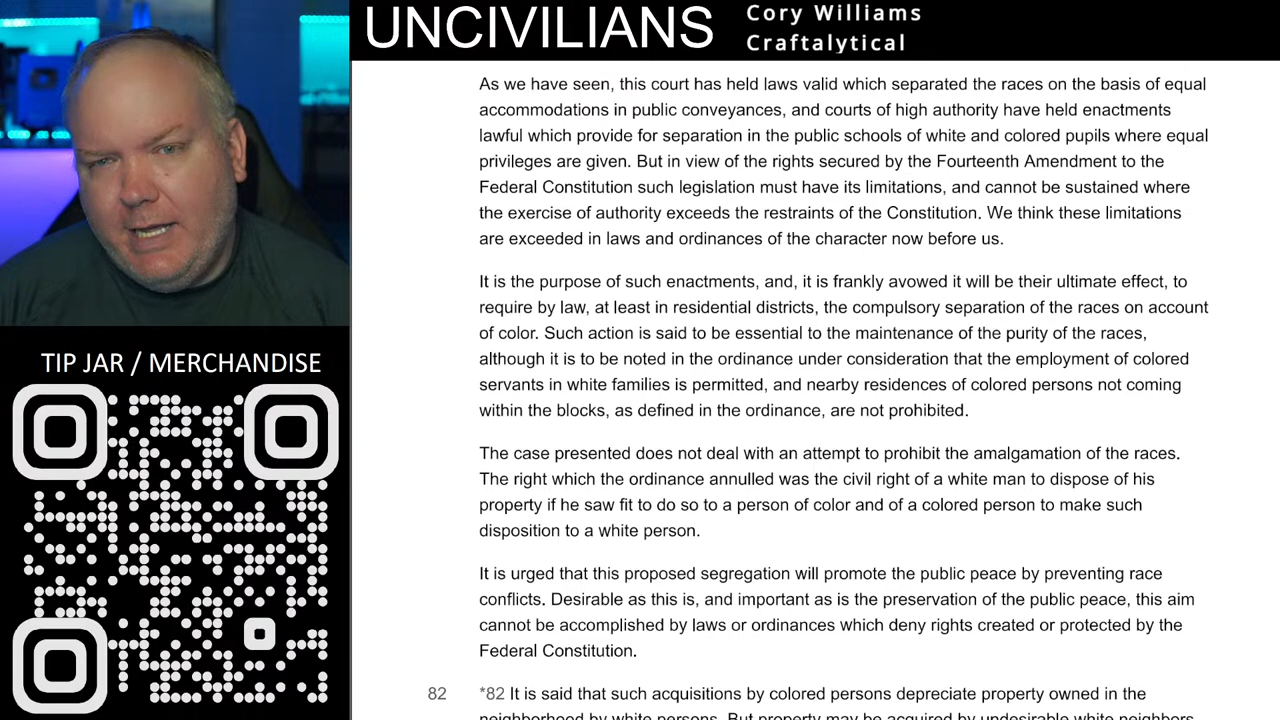 UNCIVILIANS
Cory Williams
Craftalytical
TIP JAR / MERCHANDISE
As we have seen, this court has held laws valid which separated the races on the basis of equal
accommodations in public conveyances, and courts of high authority have held enactments
lawful which provide for separation in the public schools of white and colored pupils where equal
privileges are given. But in view of the rights secured by the Fourteenth Amendment to the
Federal Constitution such legislation must have its limitations, and cannot be sustained where
the exercise of authority exceeds the restraints of the Constitution. We think these limitations
are exceeded in laws and ordinances of the character now before us.
It is the purpose of such enactments, and, it is frankly avowed it will be their ultimate effect, to
require by law, at least in residential districts, the compulsory separation of the races on account
of color. Such action is said to be essential to the maintenance of the purity of the races,
although it is to be noted in the ordinance under consideration that the employment of colored
servants in white families is permitted, and nearby residences of colored persons not coming
within the blocks, as defined in the ordinance, are not prohibited.
The case presented does not deal with an attempt to prohibit the amalgamation of the races.
The right which the ordinance annulled was the civil right of a white man to dispose of his
property if he saw fit to do so to a person of color and of a colored person to make such
disposition to a white person.
It is urged that this proposed segregation will promote the public peace by preventing race
conflicts. Desirable as this is, and important as is the preservation of the public peace, this aim
cannot be accomplished by laws or ordinances which deny rights created or protected by the
Federal Constitution.
82 *82 It is said that such acquisitions by colored persons depreciate property owned in the
neighborhood by white persons. But property may be acquired by undesirable white neighbors